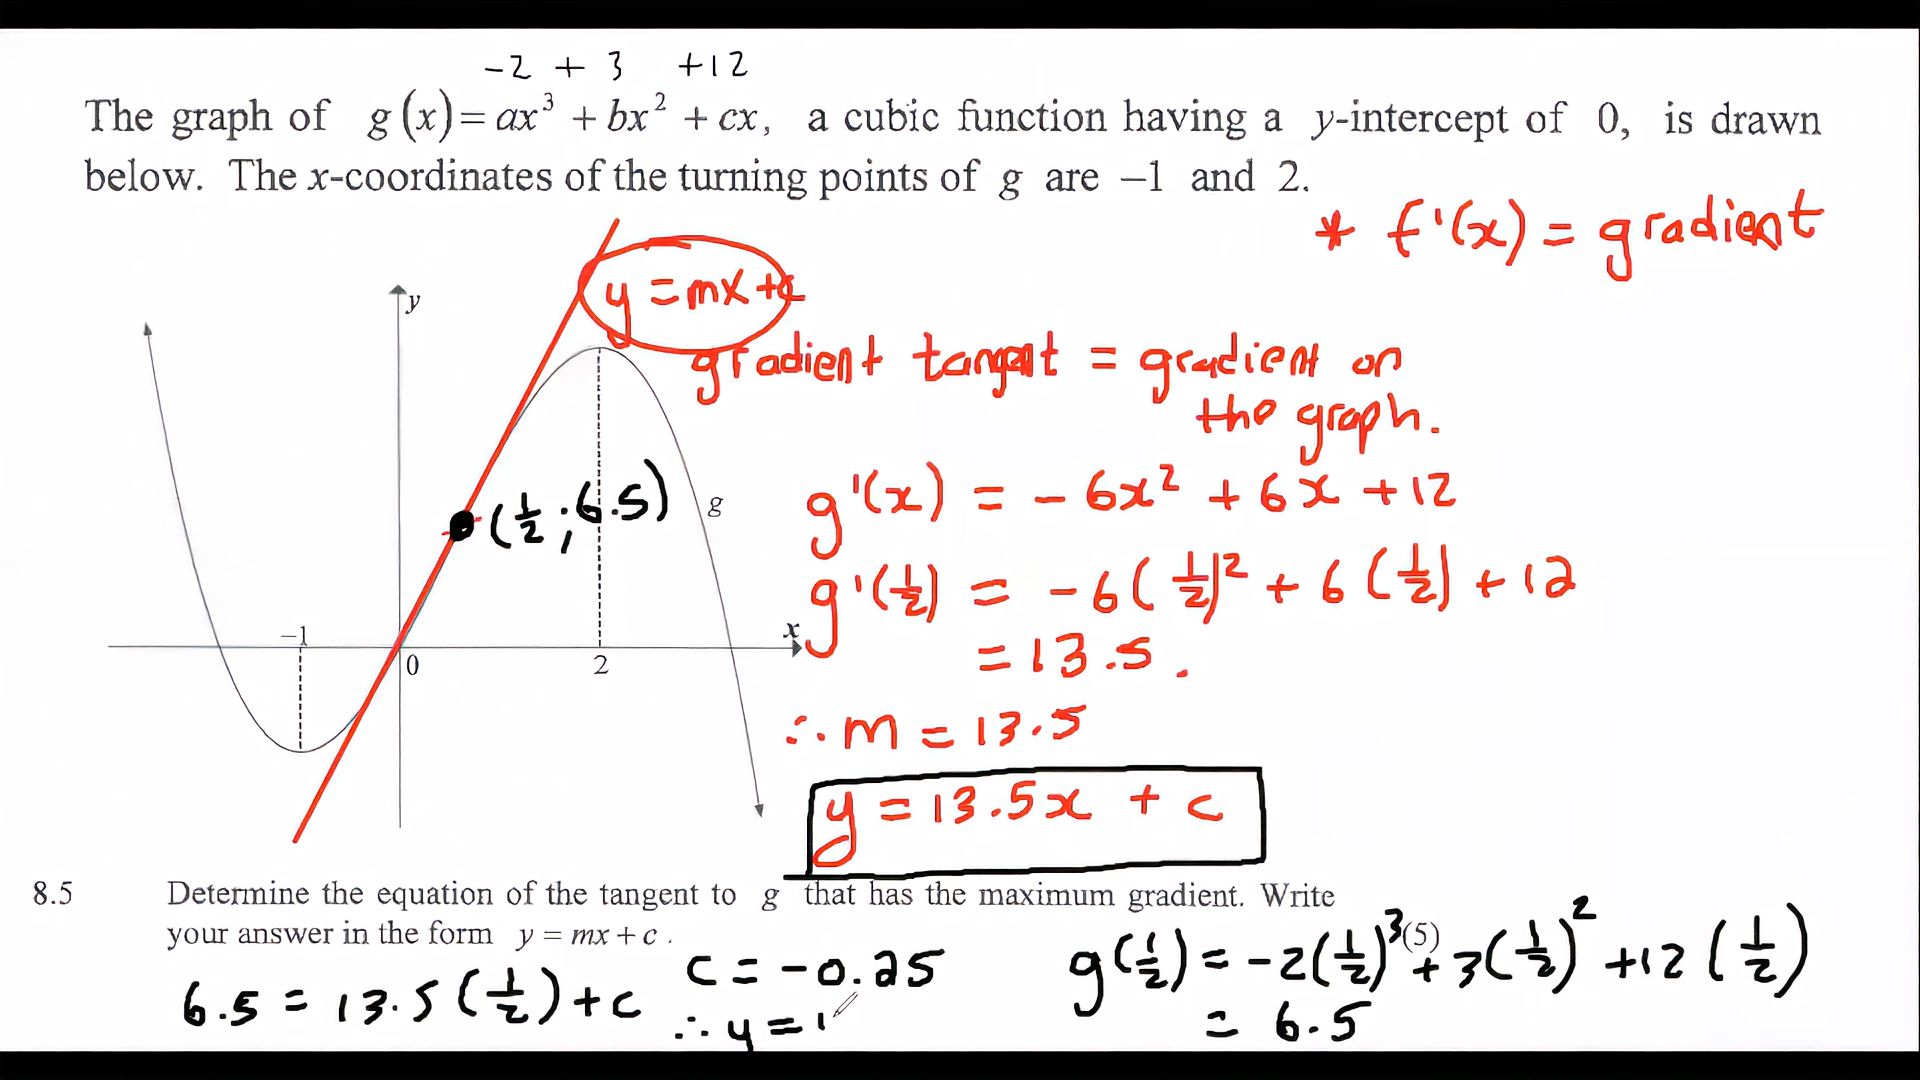 -2 + 3 +12
The graph of g(x) = ax³ + bx² + cx, a cubic function having a y-intercept of 0, is drawn
below. The x-coordinates of the turning points of g are –1 and 2.
* f'(x) = gradient
y = mx + c
y
gradient tangent = gradient on
the graph.
g'(x) = -6x² + 6x + 12
g
(½ ; 6.5)
g'(½) = -6(½)² + 6(½) + 12
–1
x
0
2
= 13.5.
∴ m = 13.5
y = 13.5x + c
8.5 Determine the equation of the tangent to g that has the maximum gradient. Write
your answer in the form y = mx + c. (5)
c = -0.25
g(½) = -2(½)³ + 3(½)² + 12(½)
6.5 = 13.5(½) + c
∴ y = 1
= 6.5